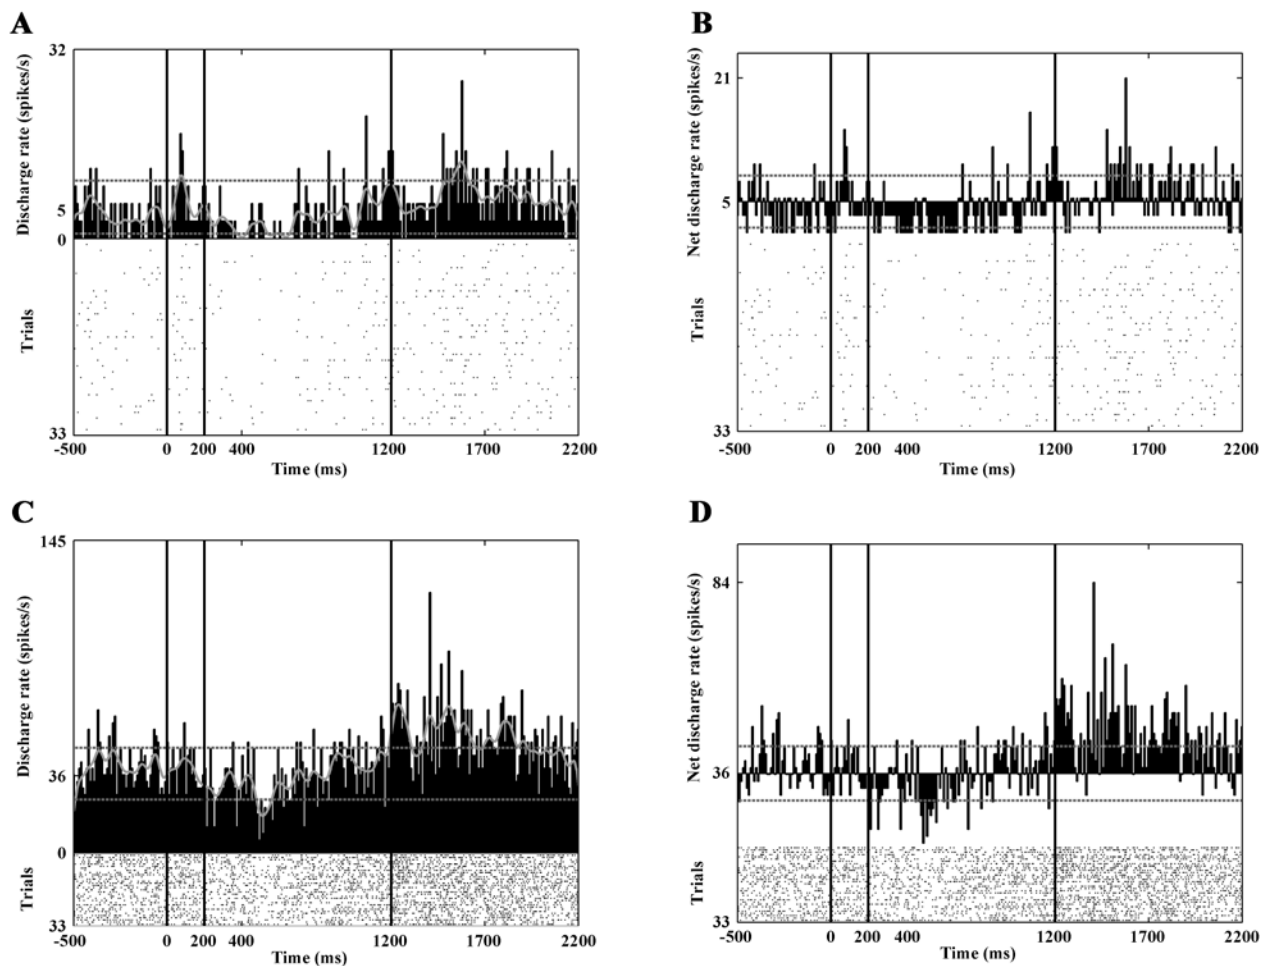 A
32
Discharge rate (spikes/s)
5
0
Trials
33
-500 0 200 400 1200 1700 2200
Time (ms)
B
21
Net discharge rate (spikes/s)
5
Trials
33
-500 0 200 400 1200 1700 2200
Time (ms)
C
145
Discharge rate (spikes/s)
36
0
Trials
33
-500 0 200 400 1200 1700 2200
Time (ms)
D
84
Net discharge rate (spikes/s)
36
Trials
33
-500 0 200 400 1200 1700 2200
Time (ms)